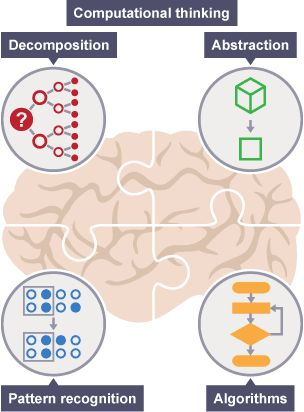 Computational thinking
Decomposition
Abstraction
?
Pattern recognition
Algorithms